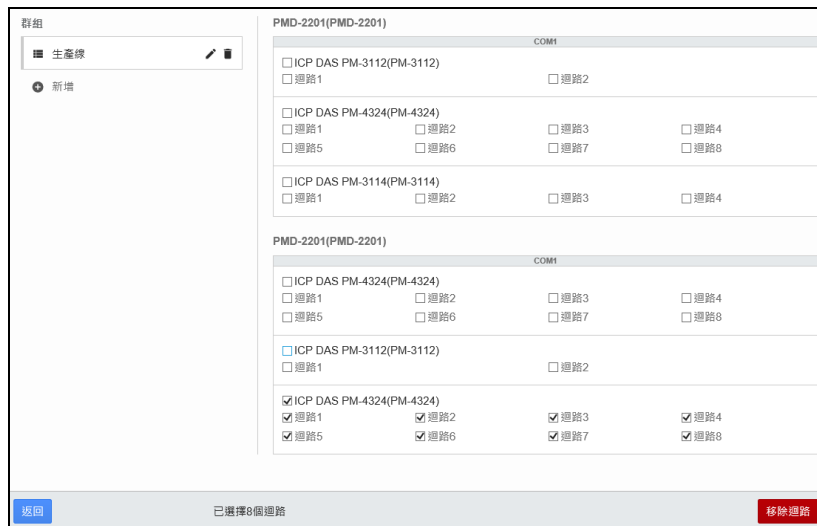 群組
生產線
新增
PMD-2201(PMD-2201)
COM1
ICP DAS PM-3112(PM-3112)
迴路1 迴路2
ICP DAS PM-4324(PM-4324)
迴路1 迴路2 迴路3 迴路4
迴路5 迴路6 迴路7 迴路8
ICP DAS PM-3114(PM-3114)
迴路1 迴路2 迴路3 迴路4
PMD-2201(PMD-2201)
COM1
ICP DAS PM-4324(PM-4324)
迴路1 迴路2 迴路3 迴路4
迴路5 迴路6 迴路7 迴路8
ICP DAS PM-3112(PM-3112)
迴路1 迴路2
ICP DAS PM-4324(PM-4324)
迴路1 迴路2 迴路3 迴路4
迴路5 迴路6 迴路7 迴路8
返回 已選擇8個迴路 移除迴路